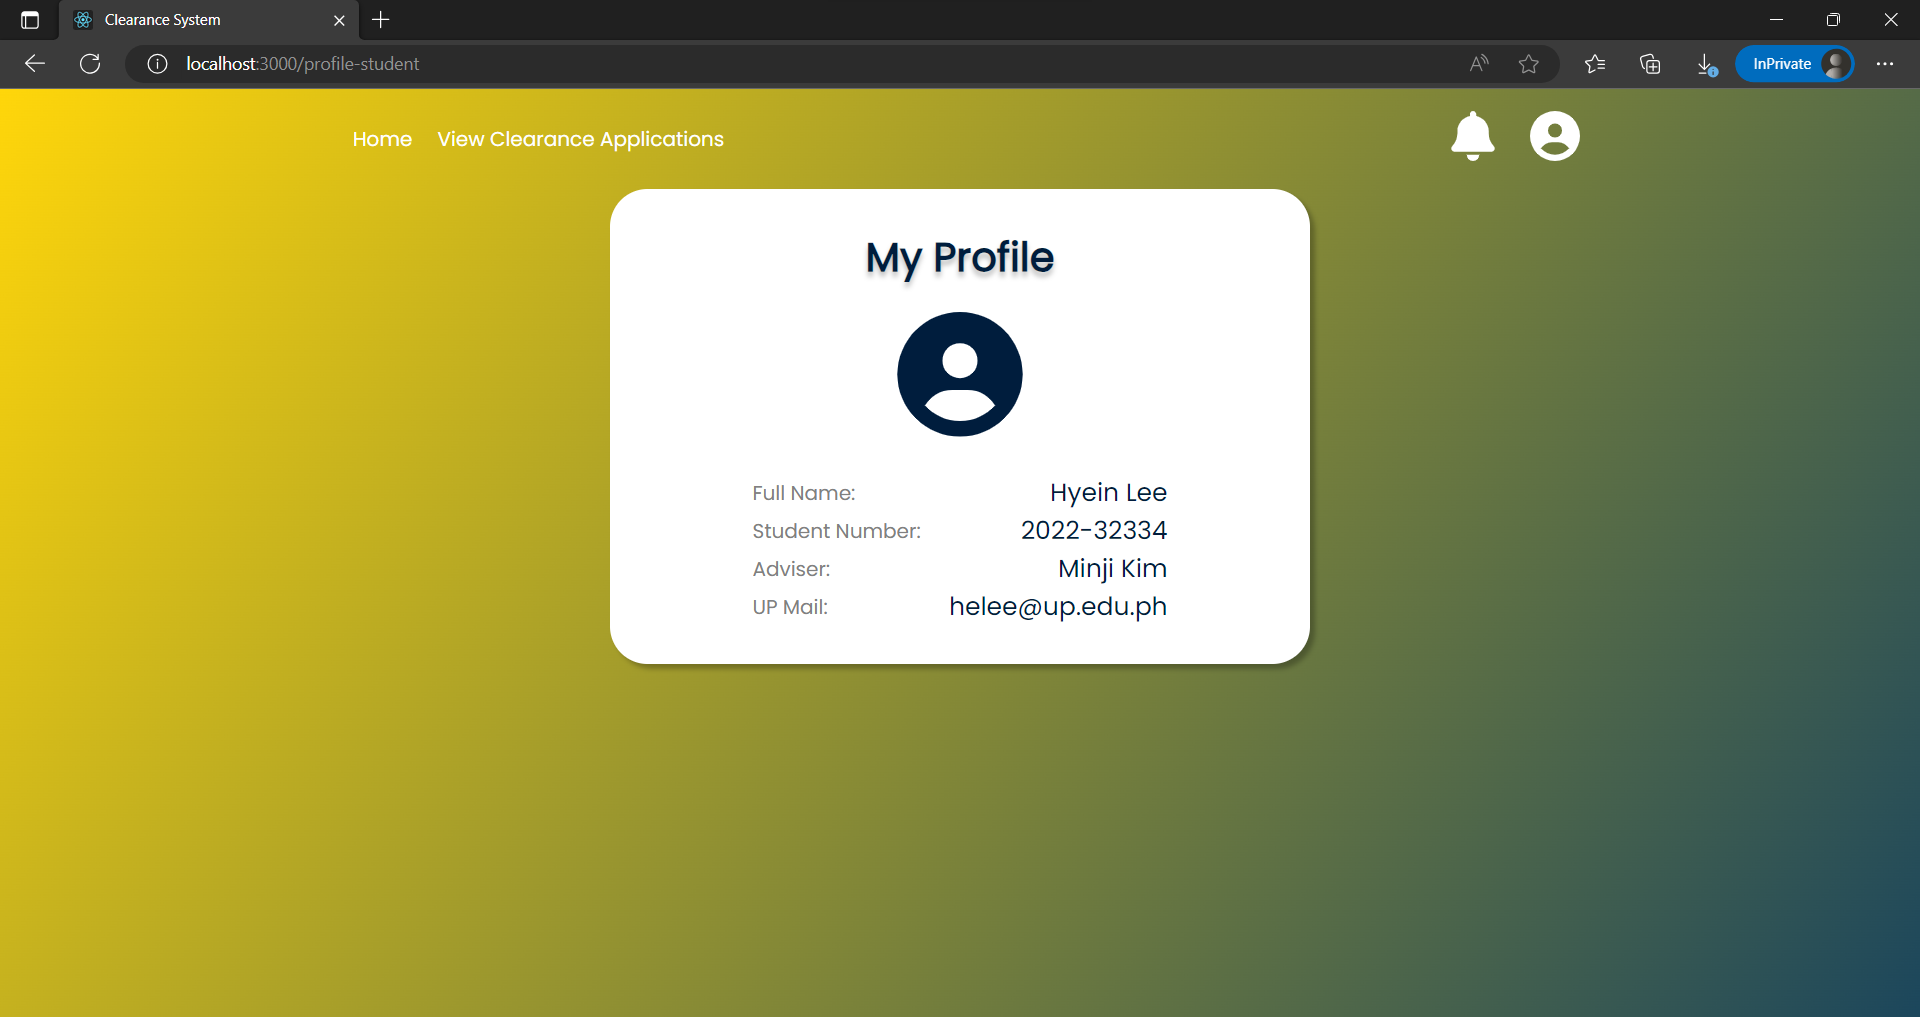 Clearance System
localhost:3000/profile-student
InPrivate
Home View Clearance Applications
My Profile
Full Name: Hyein Lee
Student Number: 2022-32334
Adviser: Minji Kim
UP Mail: helee@up.edu.ph